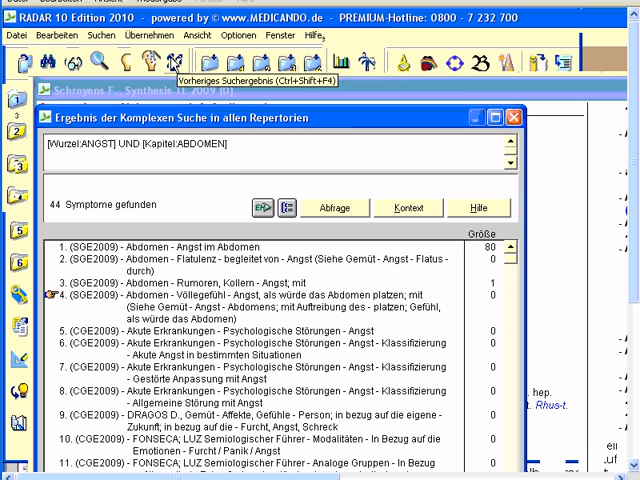 RADAR 10 Edition 2010 - powered by © www.MEDICANDO.de - PREMIUM-Hotline: 0800 - 7 232 700
Datei Bearbeiten Suchen Übernehmen Ansicht Optionen Fenster Hilfe
Vorheriges Suchergebnis (Ctrl+Shift+F4)
Schroyens F., Synthesis
2009 (D)
Ergebnis der Komplexen Suche in allen Repertorien
[Wurzel:ANGST] UND [Kapitel:ABDOMEN]
44 Symptome gefunden
Abfrage Kontext Hilfe
Größe
1. (SGE2009) - Abdomen - Angst im Abdomen 80
2. (SGE2009) - Abdomen - Flatulenz - begleitet von - Angst (Siehe Gemüt - Angst - Flatus - 0
durch)
3. (SGE2009) - Abdomen - Rumoren, Kollern - Angst; mit 1
4. (SGE2009) - Abdomen - Völlegefühl - Angst, als würde das Abdomen platzen; mit 0
(Siehe Gemüt - Angst - Abdomens; mit Auftreibung des - platzen; Gefühl,
als würde das Abdomen)
5. (CGE2009) - Akute Erkrankungen - Psychologische Störungen - Angst 0
6. (CGE2009) - Akute Erkrankungen - Psychologische Störungen - Angst - Klassifizierung 0
- Akute Angst in bestimmten Situationen
7. (CGE2009) - Akute Erkrankungen - Psychologische Störungen - Angst - Klassifizierung 0
- Gestörte Anpassung mit Angst
8. (CGE2009) - Akute Erkrankungen - Psychologische Störungen - Angst - Klassifizierung 0
- Allgemeine Störung mit Angst
9. (CGE2009) - DRAGOS D., Gemüt - Affekte, Gefühle - Person; in bezug auf die eigene - 0
Zukunft; in bezug auf die - Furcht, Angst, Schreck
10. (CGE2009) - FONSECA; LUZ Semiologischer Führer - Modalitäten - In Bezug auf die 0
Emotionen - Furcht / Panik / Angst
11. (CGE2009) - FONSECA; LUZ Semiologischer Führer - Analoge Gruppen - In Bezug 0
hep.
t. Rhus-t.
1
3
2
3
4
5
6